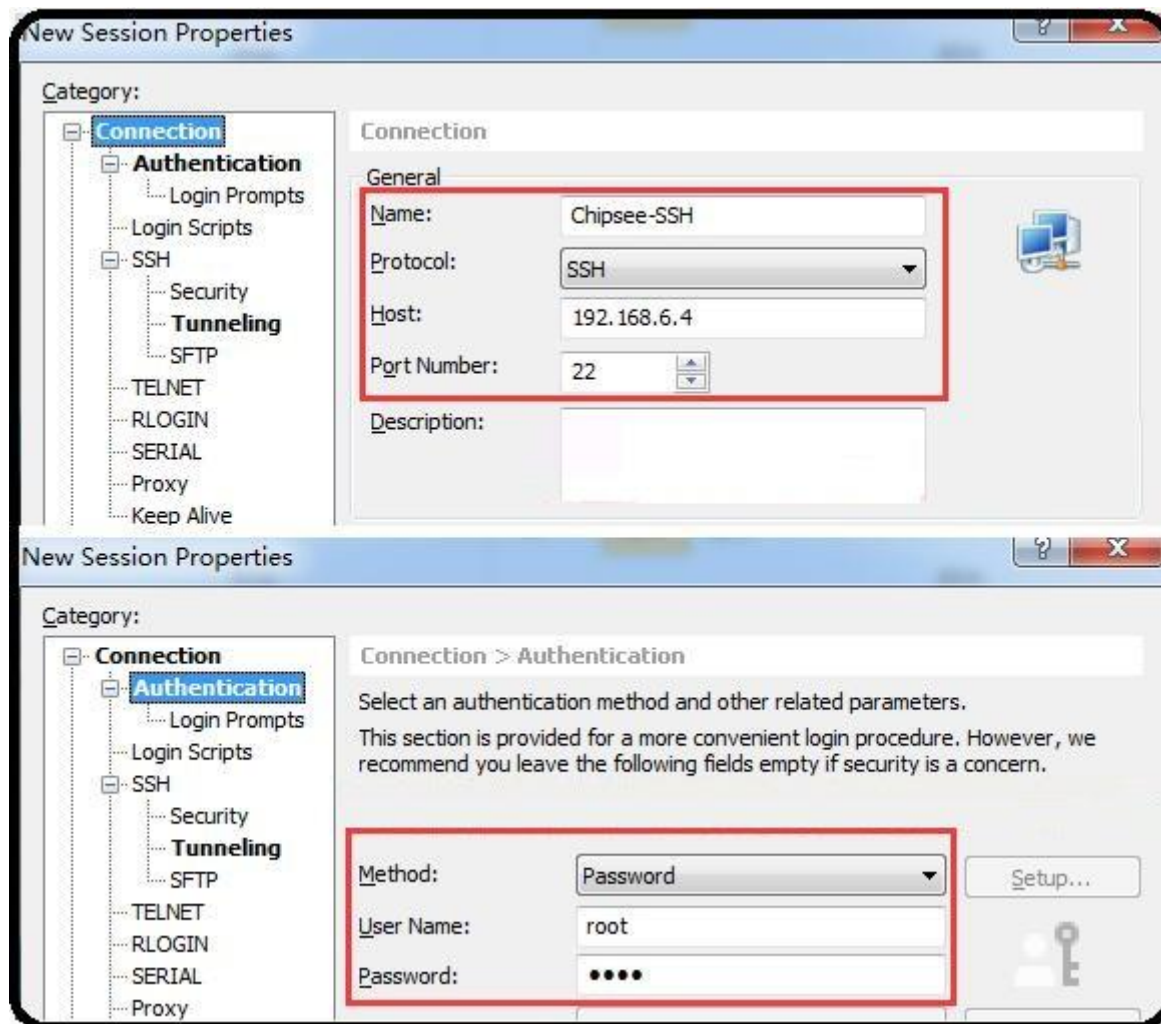 New Session Properties
?
X
Category:
Connection
Authentication
Login Prompts
Login Scripts
SSH
Security
Tunneling
SFTP
TELNET
RLOGIN
SERIAL
Proxy
Keep Alive
Connection
General
Name: Chipsee-SSH
Protocol: SSH
Host: 192.168.6.4
Port Number: 22
Description:
New Session Properties
?
X
Category:
Connection
Authentication
Login Prompts
Login Scripts
SSH
Security
Tunneling
SFTP
TELNET
RLOGIN
SERIAL
Proxy
Connection > Authentication
Select an authentication method and other related parameters.
This section is provided for a more convenient login procedure. However, we
recommend you leave the following fields empty if security is a concern.
Method: Password
Setup...
User Name: root
Password: ●●●●